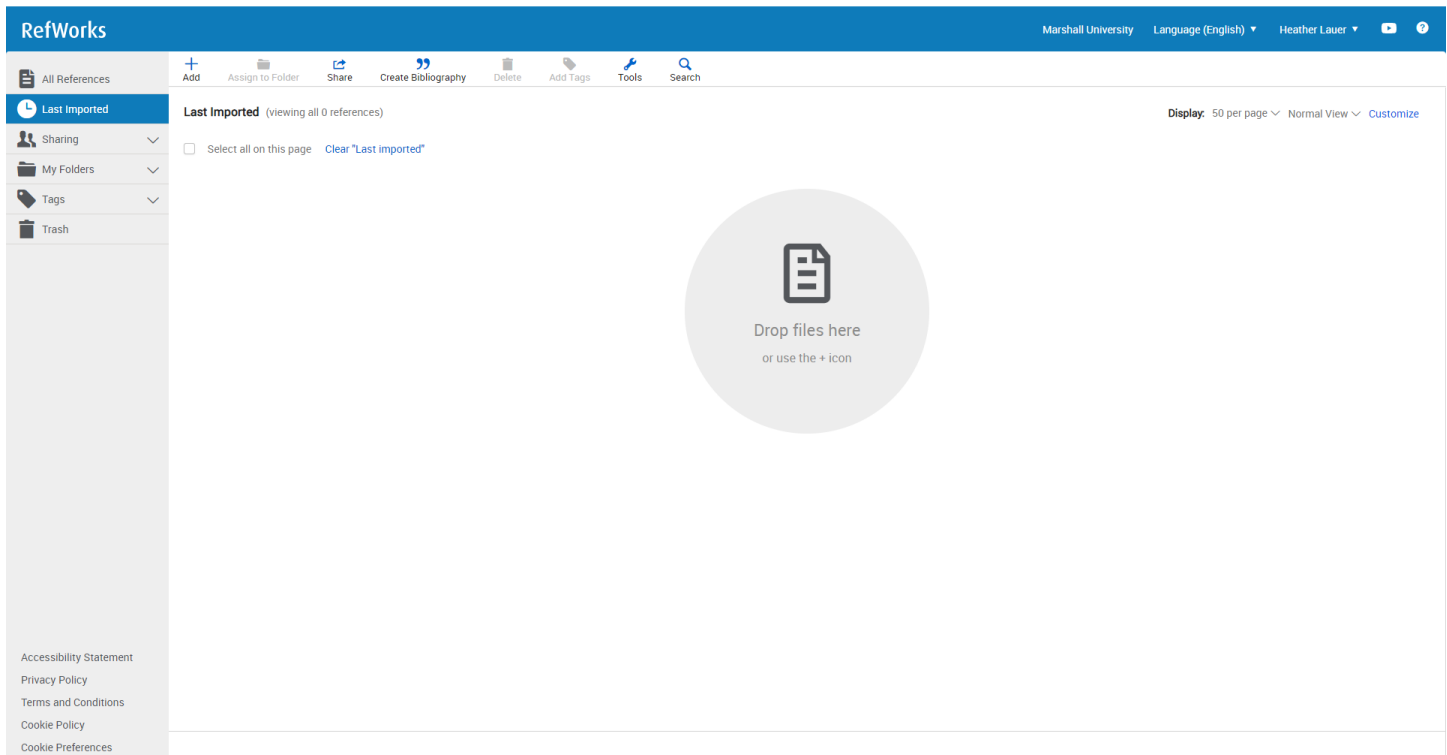 RefWorks
Marshall University Language (English) ▼ Heather Lauer ▼
All References
Last Imported
Sharing
My Folders
Tags
Trash
Add Assign to Folder Share Create Bibliography Delete Add Tags Tools Search
Last Imported (viewing all 0 references)
Display: 50 per page Normal View Customize
Select all on this page Clear "Last imported"
Drop files here
or use the + icon
Accessibility Statement
Privacy Policy
Terms and Conditions
Cookie Policy
Cookie Preferences